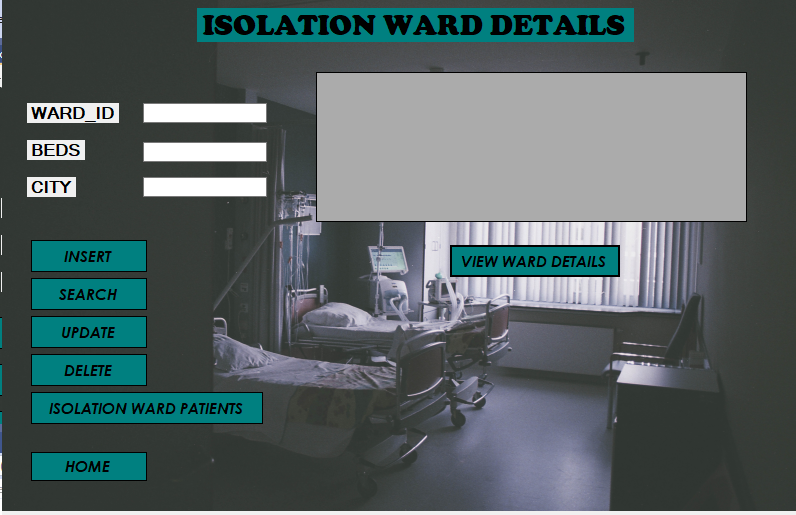 ISOLATION WARD DETAILS
WARD_ID
BEDS
CITY
INSERT
VIEW WARD DETAILS
SEARCH
UPDATE
DELETE
ISOLATION WARD PATIENTS
HOME